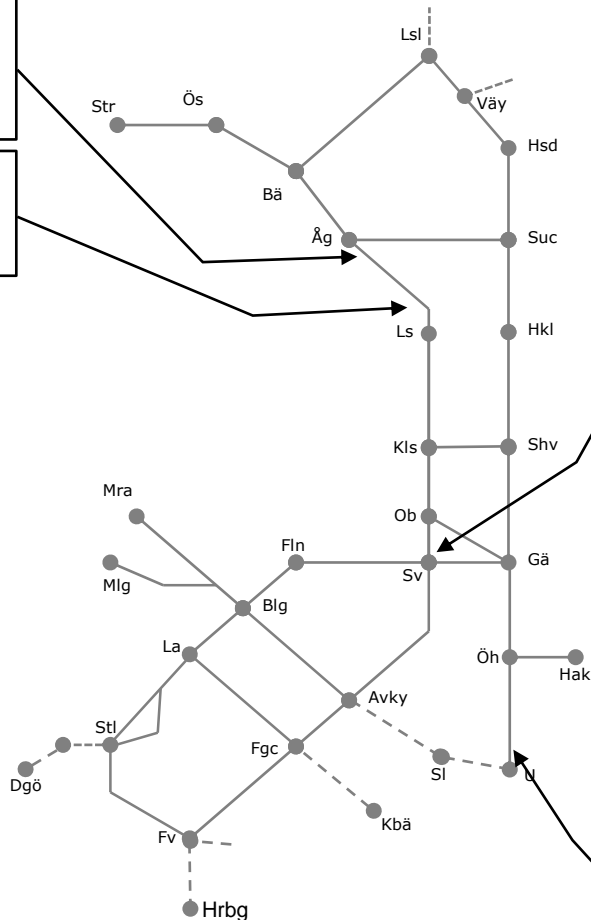 Lsl
Väy
Str
Ös
Hsd
Bä
Åg
Suc
Ls
Hkl
Kls
Shv
Mra
Ob
Fln
Mlg
Sv
Gä
Blg
La
Öh
Hak
Avky
Stl
Fgc
Sl
U
Dgö
Kbä
Fv
Hrbg